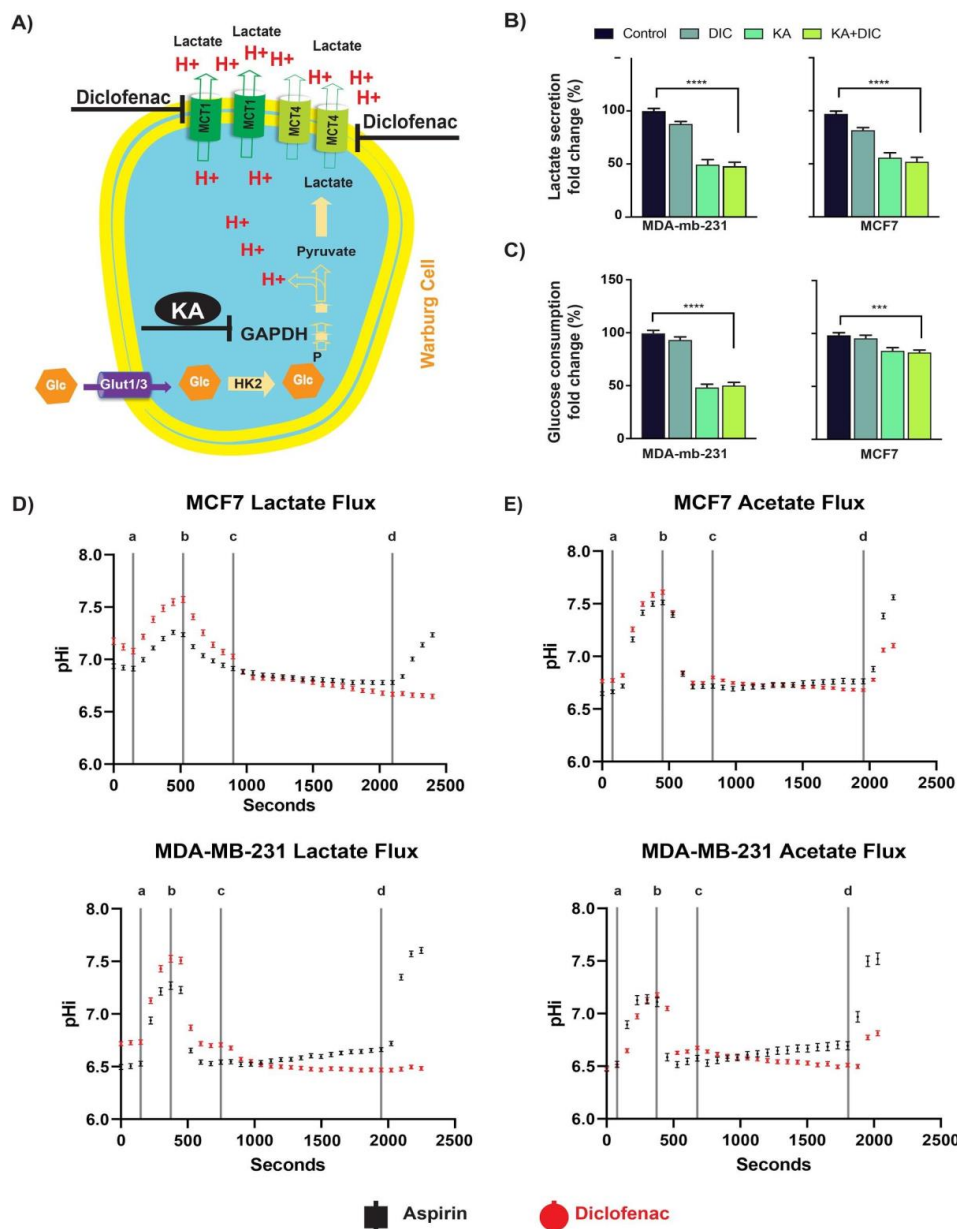 A)
Lactate
Lactate
Lactate
H+ H+ H+ H+ H+ H+ H+
Diclofenac
Diclofenac
MCT1
MCT1
MCT4
MCT4
H+ H+
Lactate
H+
H+
Pyruvate
H+
KA
GAPDH
P
Glc
Glut1/3
Glc
HK2
Glc
Warburg Cell
B)
Control DIC KA KA+DIC
Lactate secretion
fold change (%)
100
50
0
****
MDA-mb-231
****
MCF7
C)
Glucose consumption
fold change (%)
150
100
50
0
****
MDA-mb-231
***
MCF7
D)
MCF7 Lactate Flux
a b c d
pHi
8.0
7.5
7.0
6.5
6.0
0 500 1000 1500 2000 2500
Seconds
E)
MCF7 Acetate Flux
a b c d
pHi
8.0
7.5
7.0
6.5
6.0
0 500 1000 1500 2000 2500
Seconds
MDA-MB-231 Lactate Flux
a b c d
pHi
8.0
7.5
7.0
6.5
6.0
0 500 1000 1500 2000 2500
Seconds
MDA-MB-231 Acetate Flux
a b c d
pHi
8.0
7.5
7.0
6.5
6.0
0 500 1000 1500 2000 2500
Seconds
Aspirin
Diclofenac